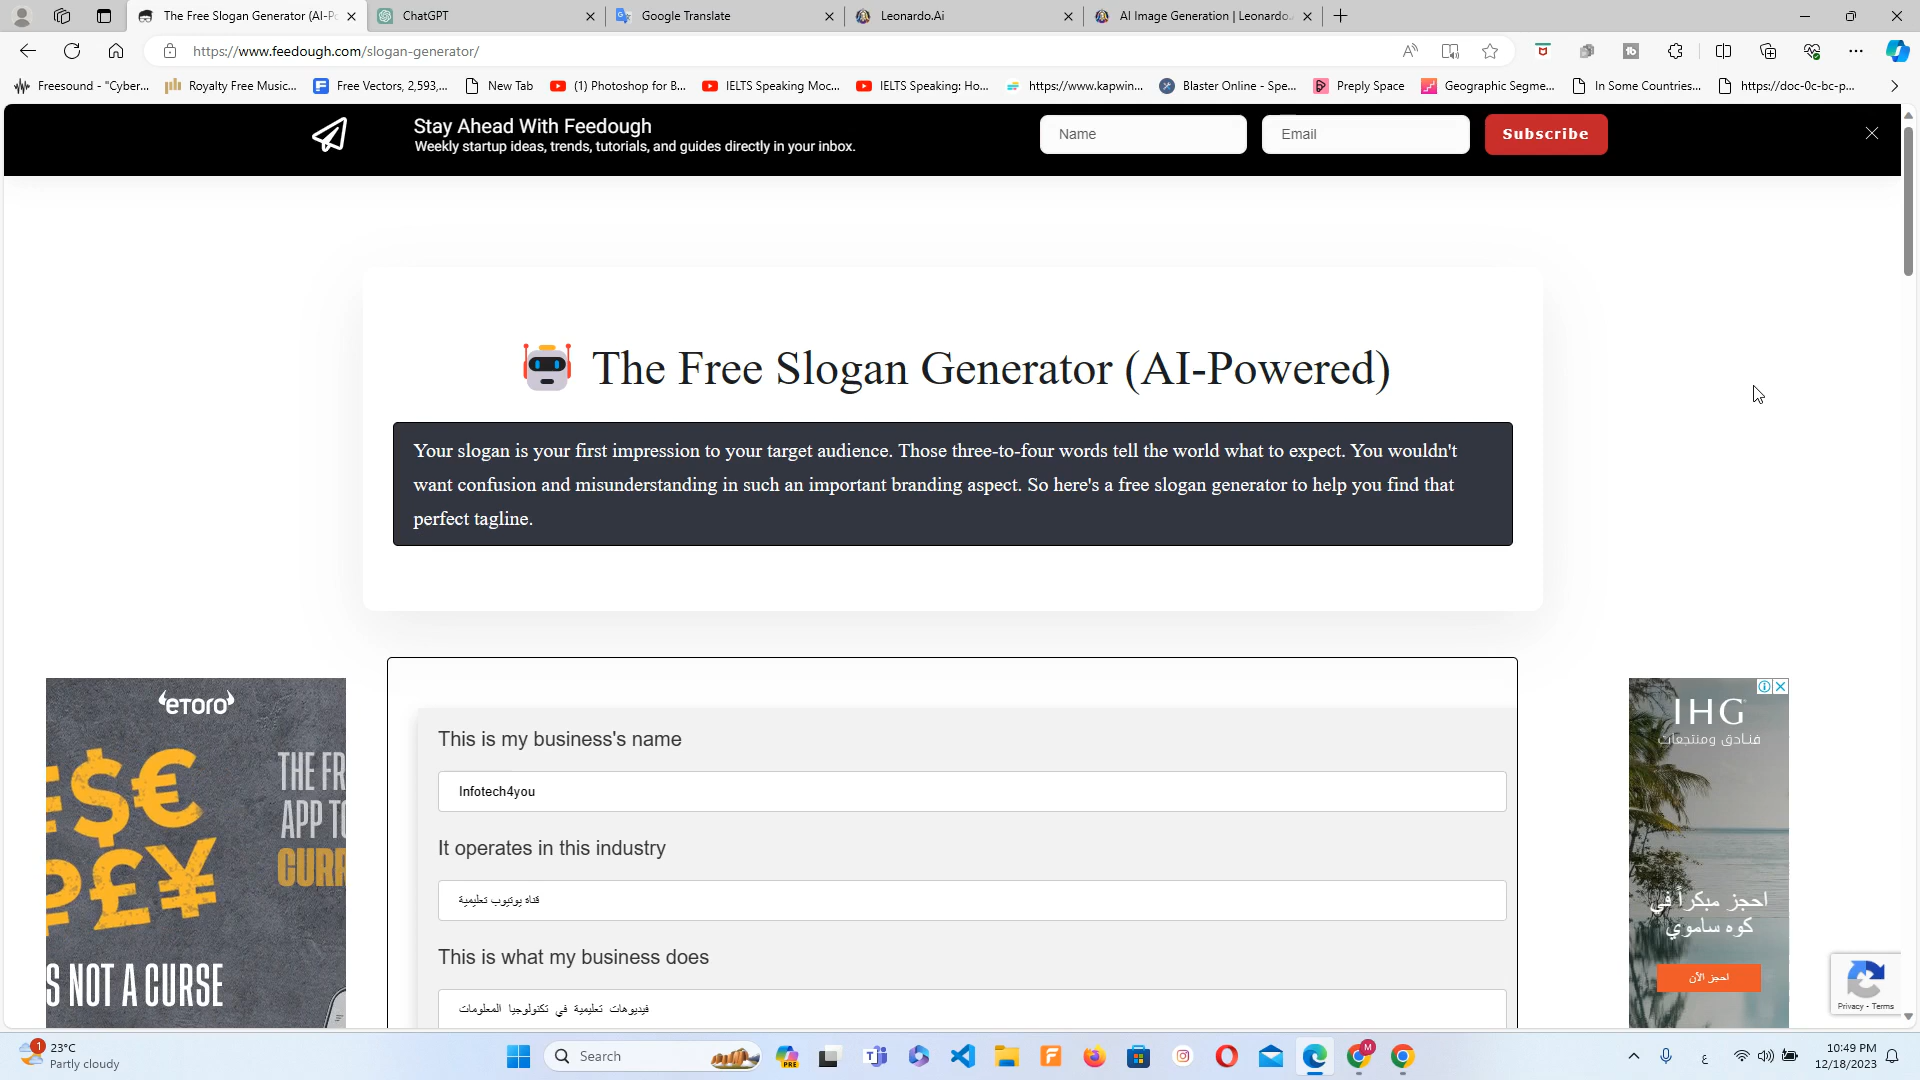 The Free Slogan Generator (AI-P
ChatGPT
Google Translate
Leonardo.Ai
AI Image Generation | Leonardo.
https://www.feedough.com/slogan-generator/
Freesound - "Cyber...
Royalty Free Music...
Free Vectors, 2,593,...
New Tab
(1) Photoshop for B...
IELTS Speaking Moc...
IELTS Speaking: Ho...
https://www.kapwin...
Blaster Online - Spe...
Preply Space
Geographic Segme...
In Some Countries...
https://doc-0c-bc-p...
Stay Ahead With Feedough
Weekly startup ideas, trends, tutorials, and guides directly in your inbox.
Name
Email
Subscribe
The Free Slogan Generator (AI-Powered)
Your slogan is your first impression to your target audience. Those three-to-four words tell the world what to expect. You wouldn't
want confusion and misunderstanding in such an important branding aspect. So here's a free slogan generator to help you find that
perfect tagline.
eToro
THE FR
APP TO
CURR
S NOT A CURSE
This is my business's name
Infotech4you
It operates in this industry
قناه يوتيوب تعليمية
This is what my business does
فيديوهات تعليمية في تكنولوجيا المعلومات
IHG
فنادق ومنتجعات
احجز مبكراً في
كوه ساموي
احجز الآن
Privacy - Terms
1
23°C
Partly cloudy
Search
PRE
M
ع
10:49 PM
12/18/2023